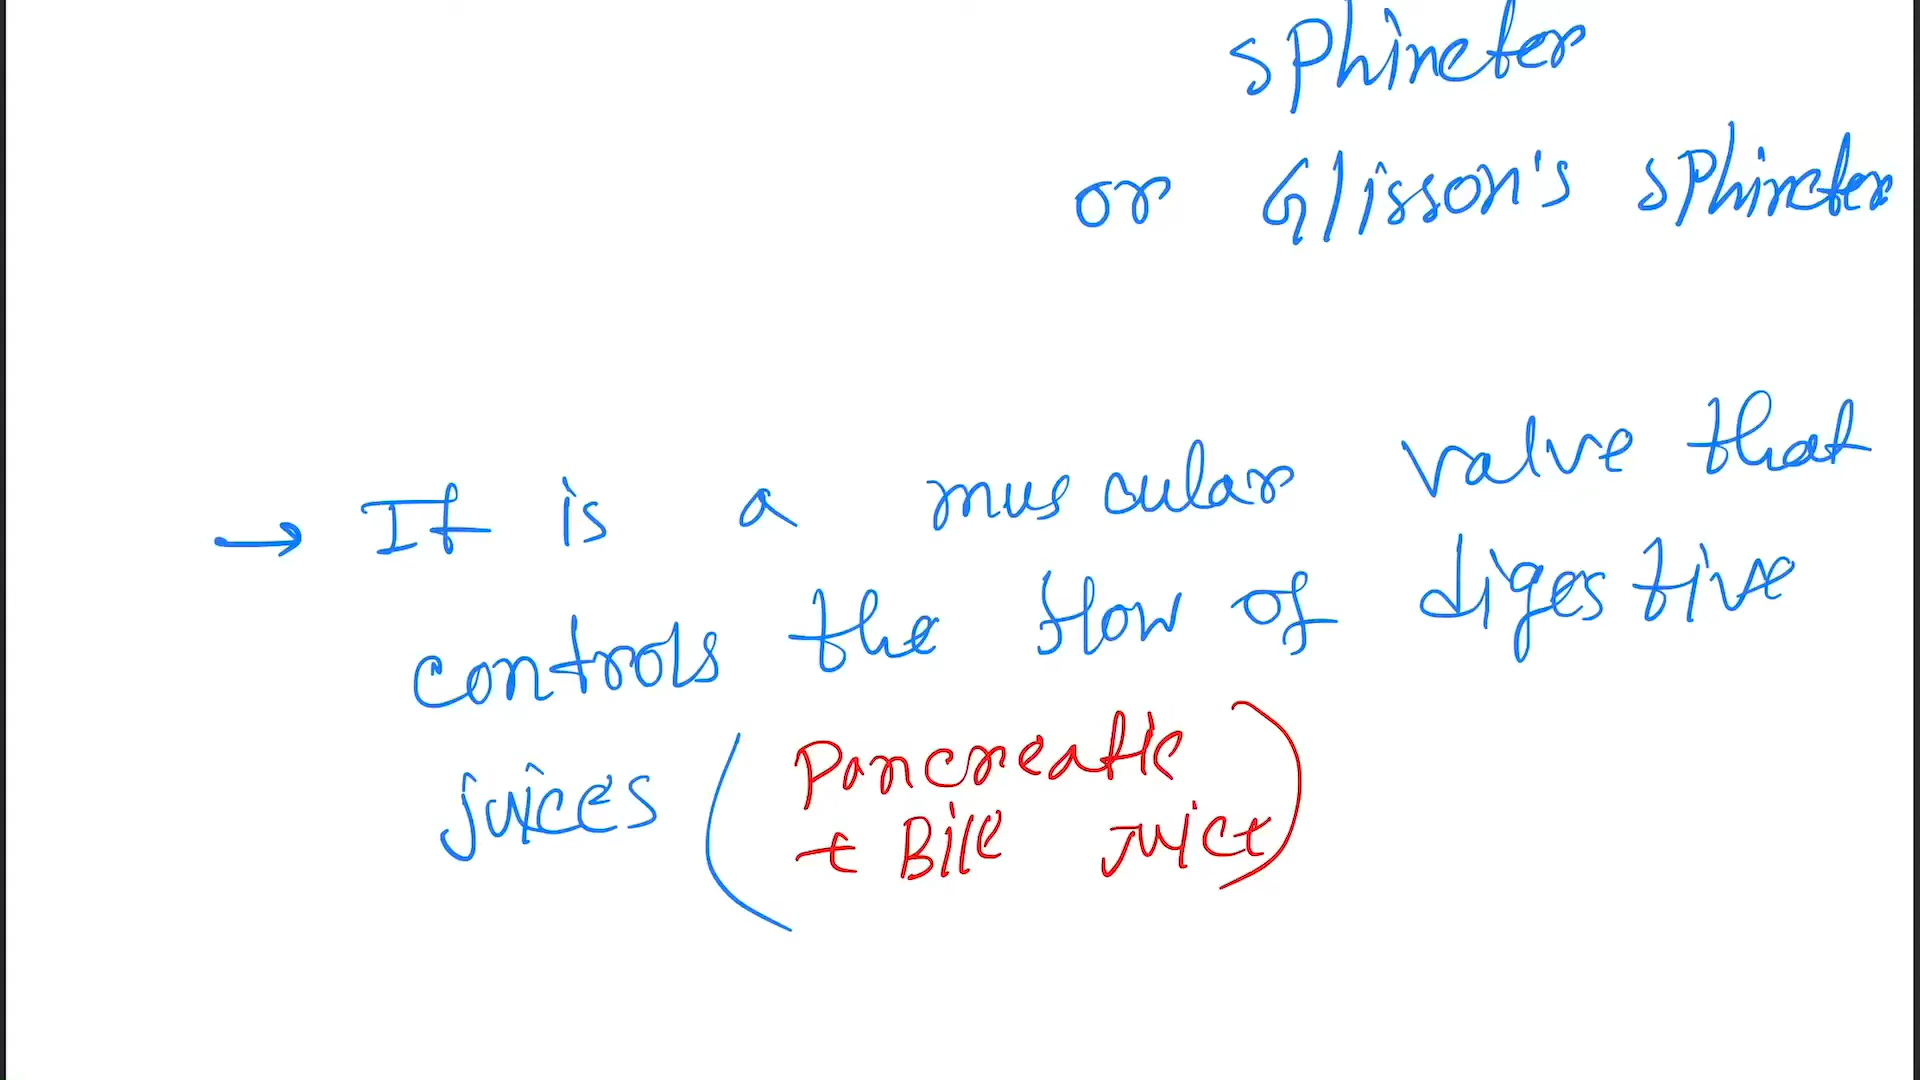 sphincter
or Glisson's sphincter
→ It is a muscular valve that
controls the flow of digestive
juices ( Pancreatic
+ Bile Juice)